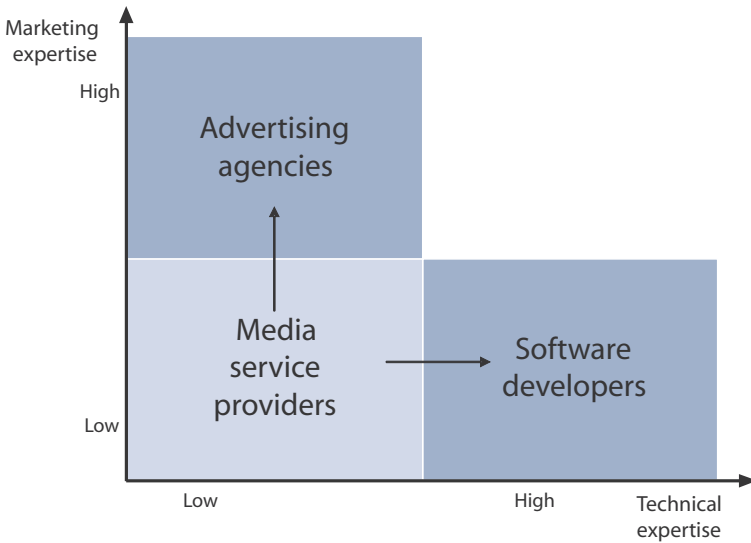 Marketing
expertise
High
Advertising
agencies
Media
service
providers
Software
developers
Low
Low
High
Technical
expertise